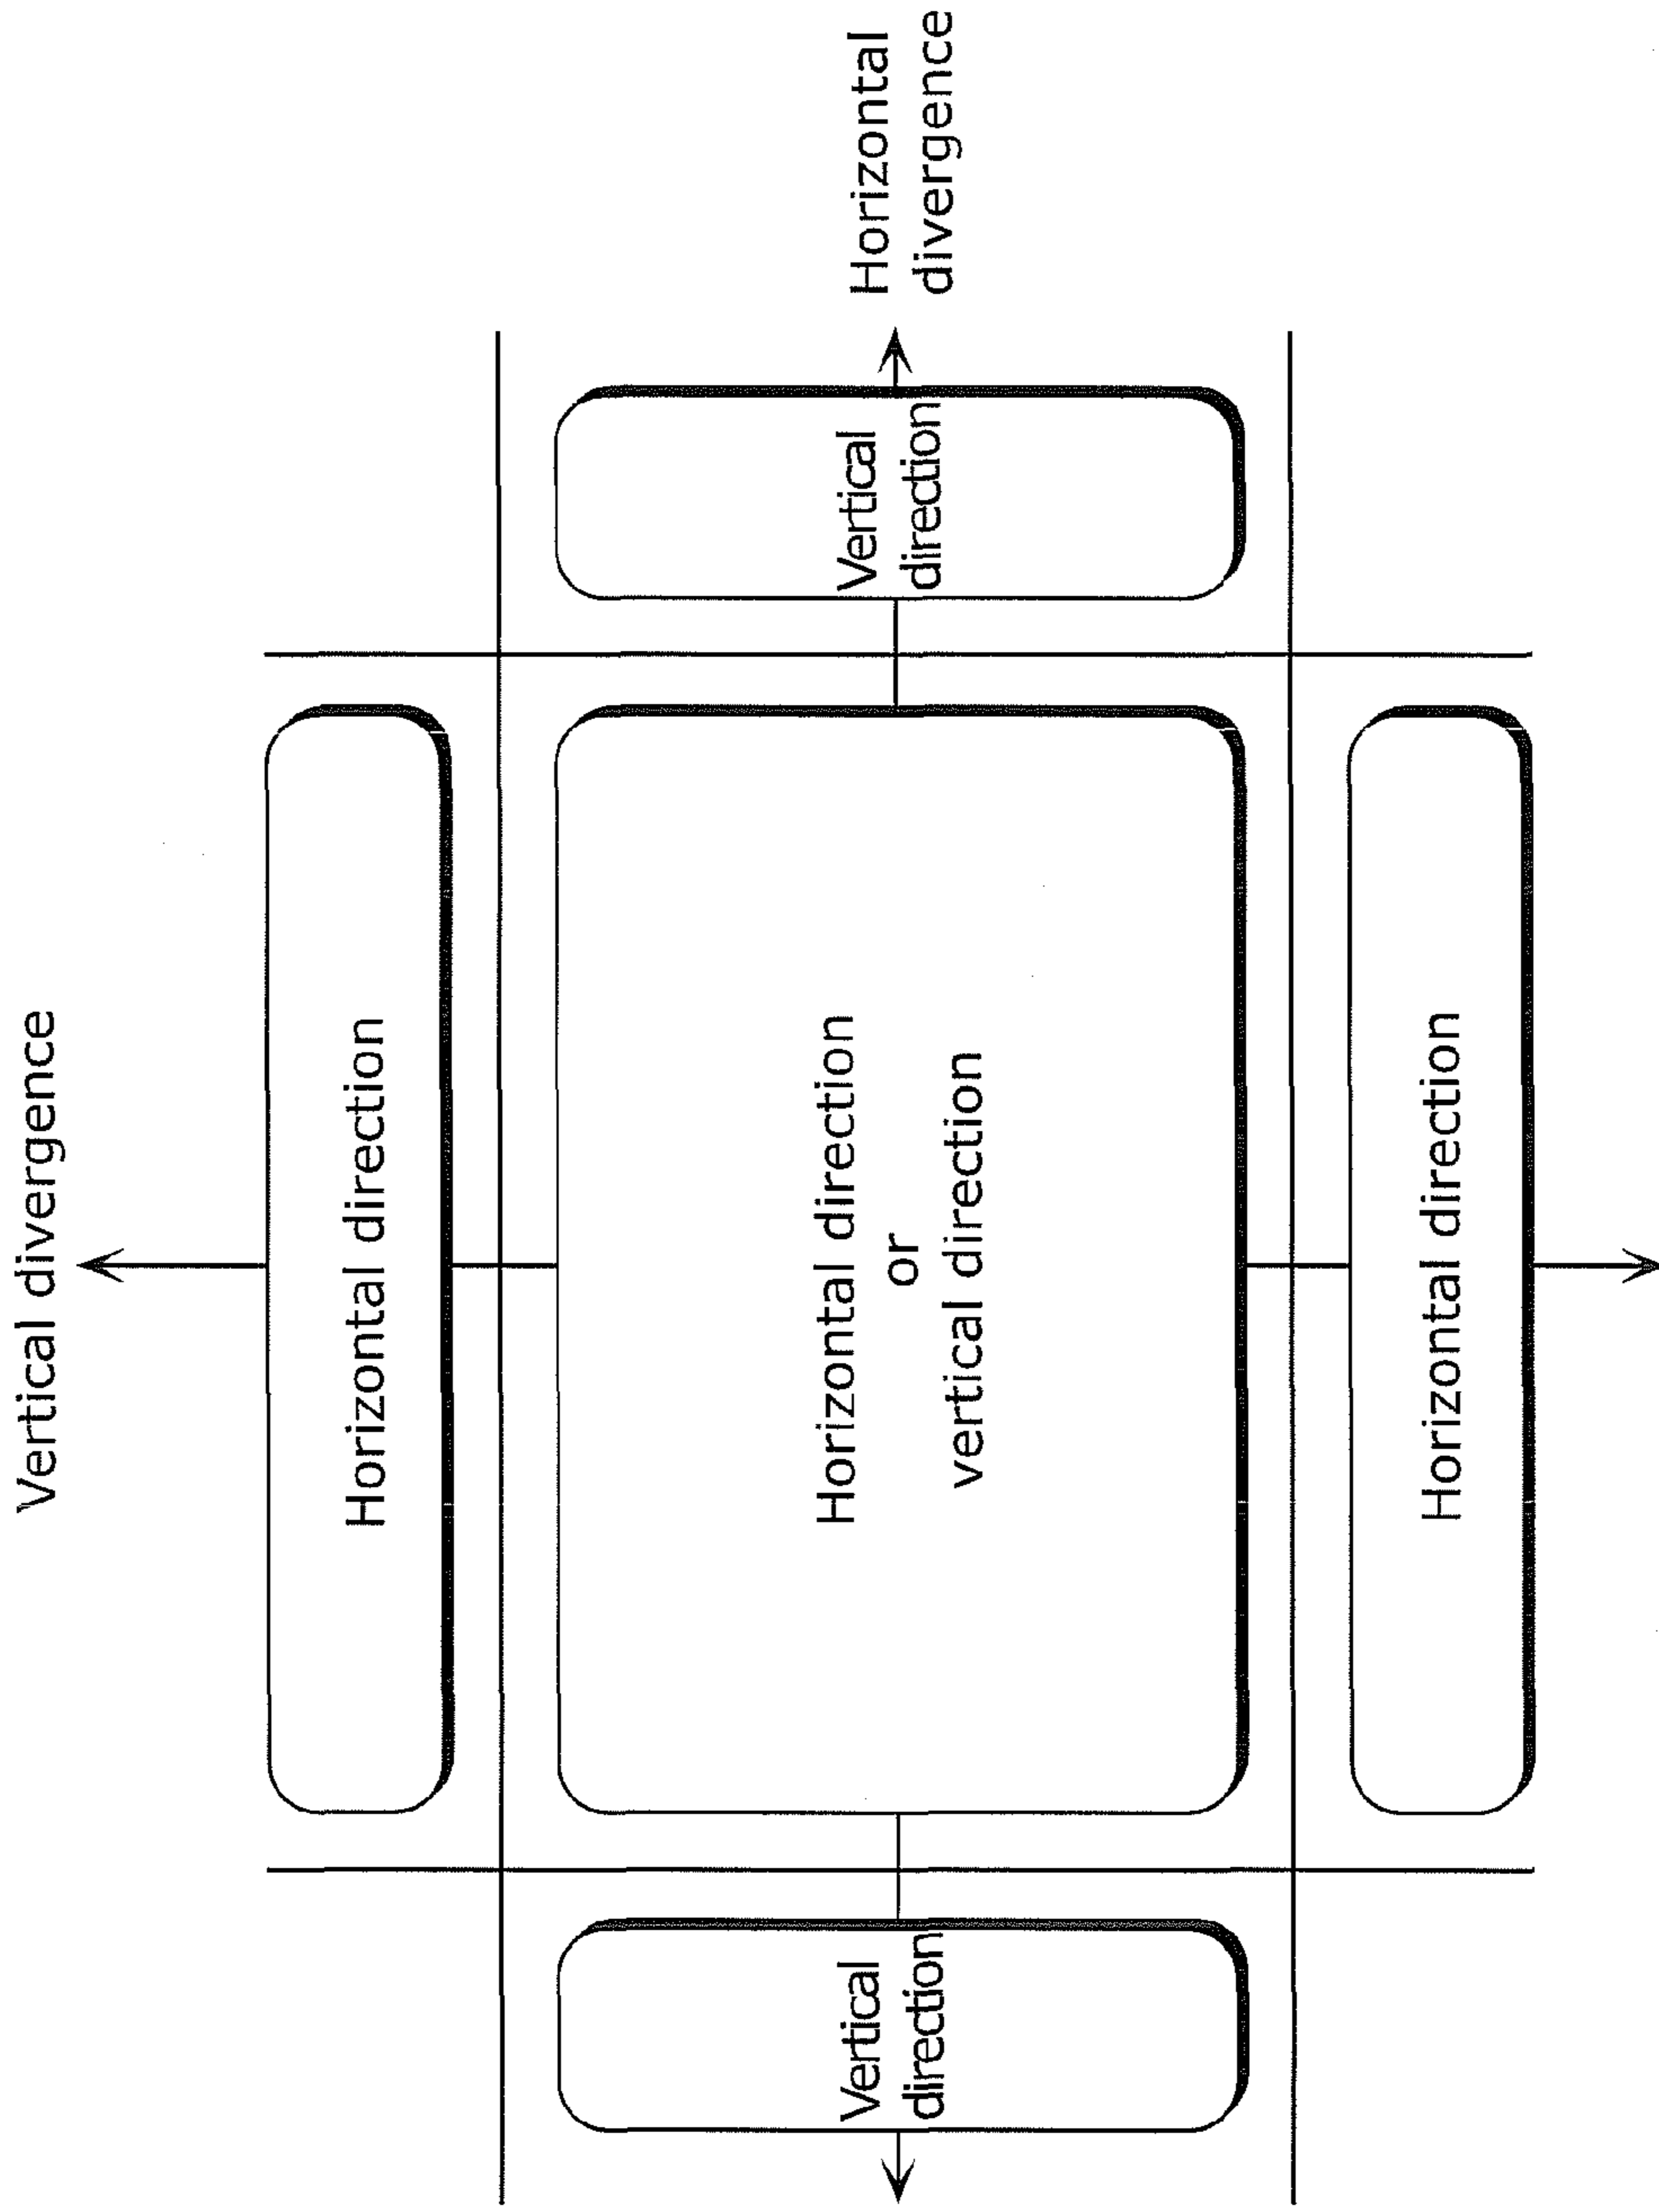 Vertical divergence
Horizontal direction
Vertical
direction
Horizontal direction
or
vertical direction
Vertical
direction
Horizontal
divergence
Horizontal direction